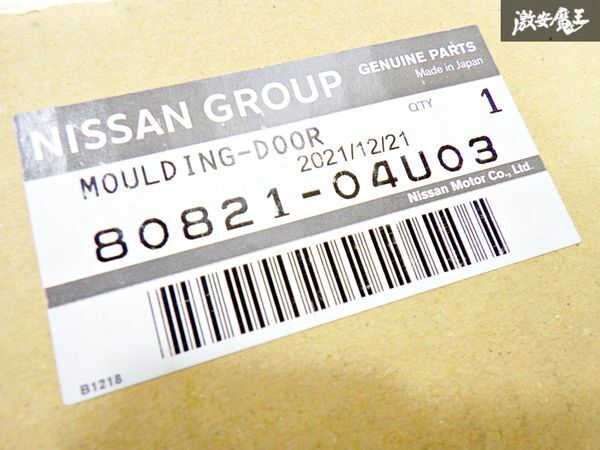 激安魔王
NISSAN GROUP
GENUINE PARTS
Made in Japan
MOULDING-DOOR
Q'TY
1
2021/12/21
80821-04U03
Nissan Motor Co., Ltd.
B1218